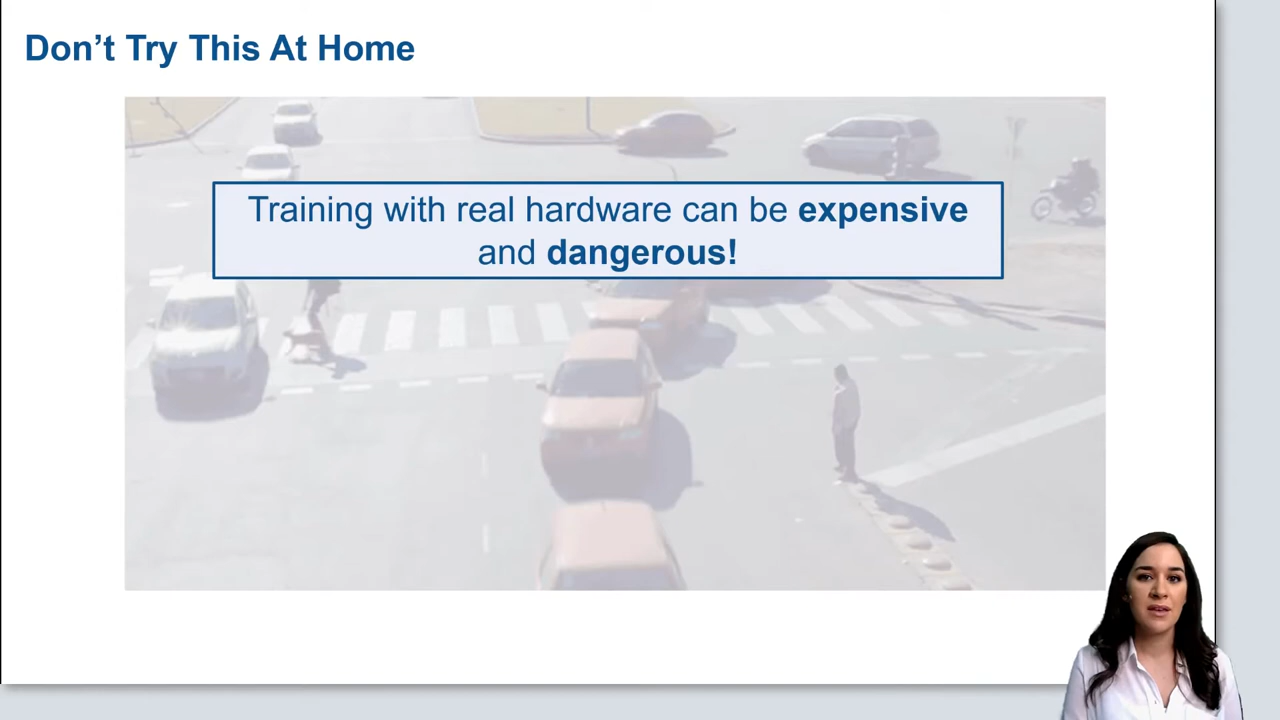 Don’t Try This At Home
Training with real hardware can be expensive
and dangerous!